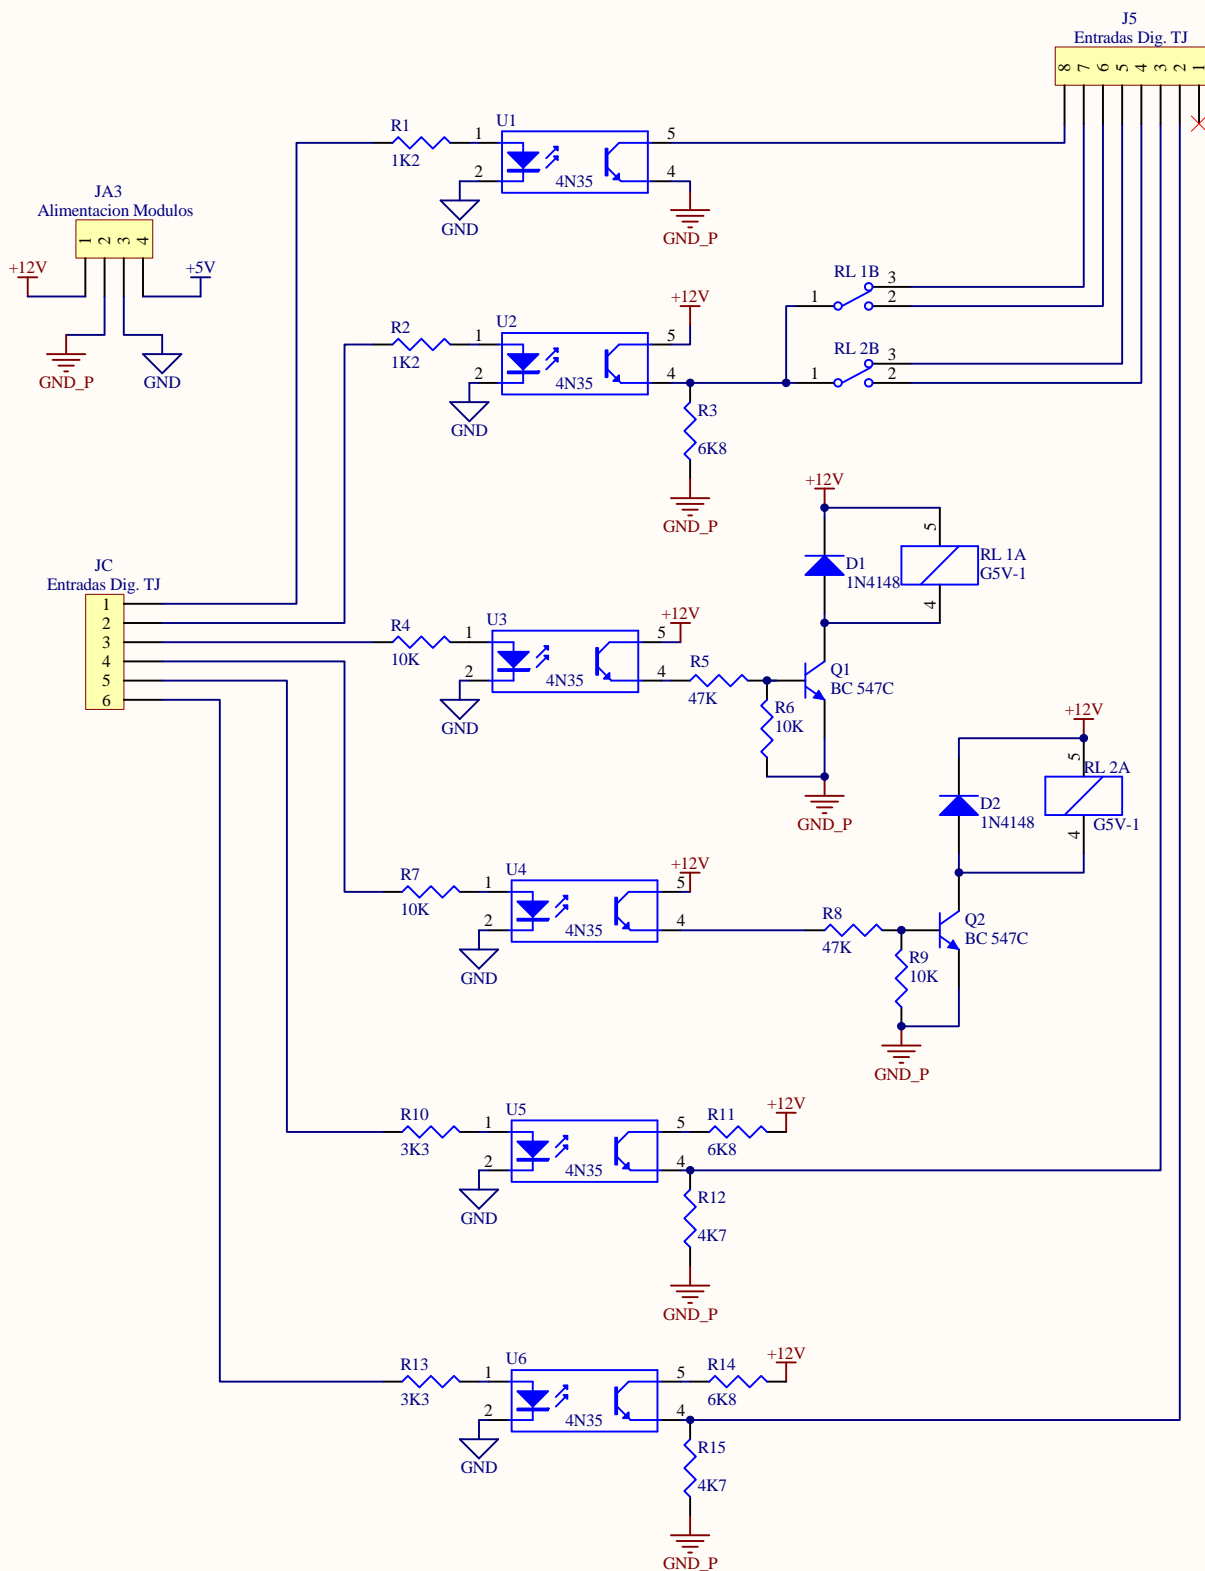 J5
Entradas Dig. TJ
8 7 6 5 4 3 2 1
R1
1K2
1
2
U1
4N35
5
4
GND
GND_P
JA3
Alimentacion Modulos
1 2 3 4
+12V
+5V
GND_P
GND
R2
1K2
1
2
U2
4N35
5
4
+12V
GND
R3
6K8
GND_P
RL 1B
1
3
2
RL 2B
1
3
2
+12V
D1
1N4148
5
4
RL 1A
G5V-1
JC
Entradas Dig. TJ
1
2
3
4
5
6
R4
10K
1
2
U3
4N35
5
4
+12V
GND
R5
47K
R6
10K
Q1
BC 547C
GND_P
+12V
5
4
RL 2A
G5V-1
D2
1N4148
R7
10K
1
2
U4
4N35
5
4
+12V
GND
R8
47K
R9
10K
Q2
BC 547C
GND_P
R10
3K3
1
2
U5
4N35
5
4
R11
6K8
+12V
GND
R12
4K7
GND_P
R13
3K3
1
2
U6
4N35
5
4
R14
6K8
+12V
GND
R15
4K7
GND_P